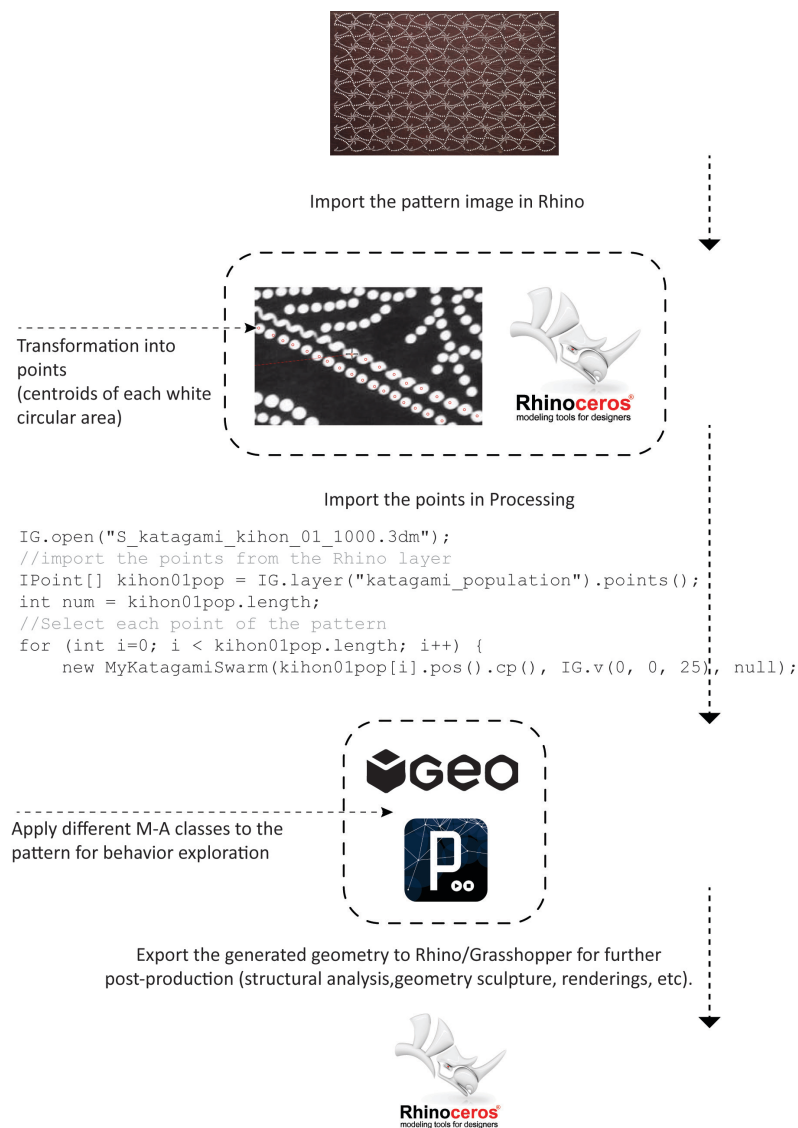 Import the pattern image in Rhino
Transformation into
points
(centroids of each white
circular area)
Rhinoceros®
modeling tools for designers
Import the points in Processing
IG.open("S_katagami_kihon_01_1000.3dm");
//import the points from the Rhino layer
IPoint[] kihon01pop = IG.layer("katagami_population").points();
int num = kihon01pop.length;
//Select each point of the pattern
for (int i=0; i < kihon01pop.length; i++) {
    new MyKatagamiSwarm(kihon01pop[i].pos().cp(), IG.v(0, 0, 25), null);
GEO
Apply different M-A classes to the
pattern for behavior exploration
P
Export the generated geometry to Rhino/Grasshopper for further
post-production (structural analysis,geometry sculpture, renderings, etc).
Rhinoceros®
modeling tools for designers